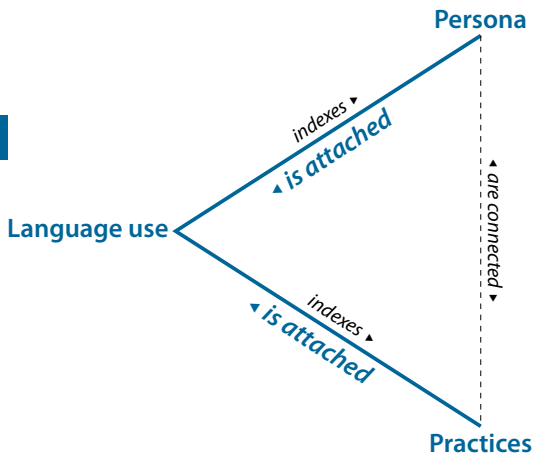 Persona
indexes ▸
◂ is attached
◂ are connected ▸
Language use
indexes ▸
◂ is attached
Practices